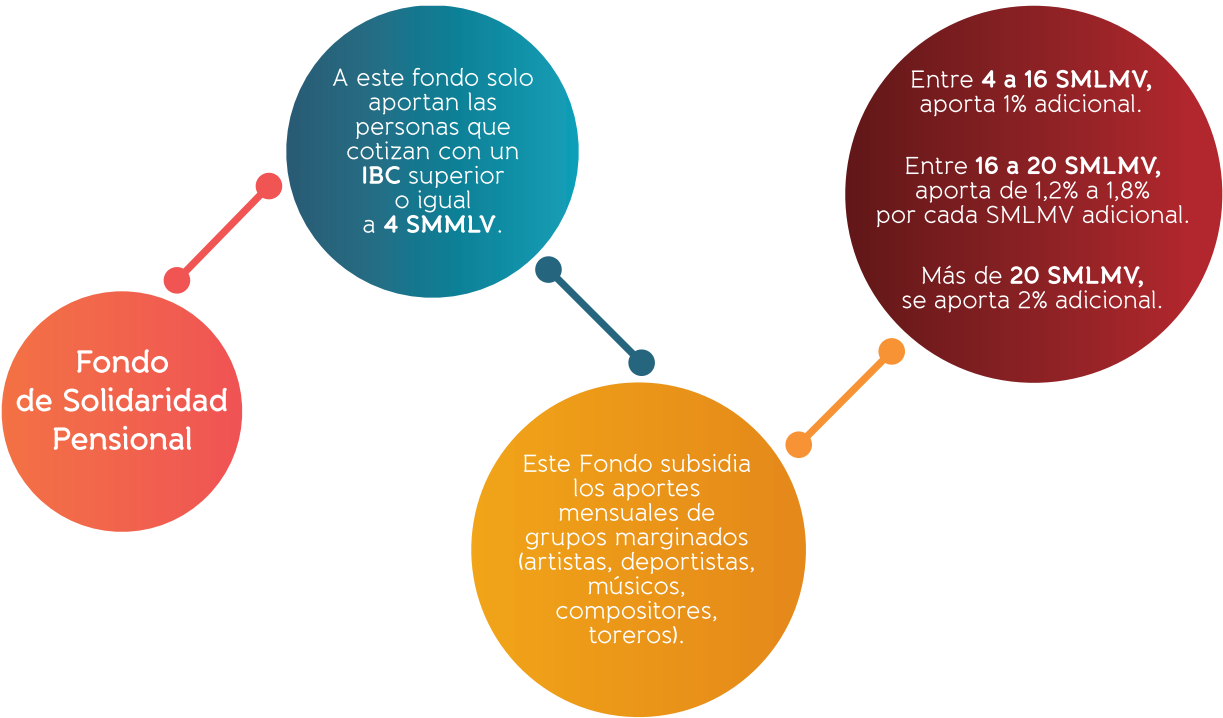 Fondo
de Solidaridad
Pensional
A este fondo solo
aportan las
personas que
cotizan con un
IBC superior
o igual
a 4 SMMLV.
Este Fondo subsidia
los aportes
mensuales de
grupos marginados
(artistas, deportistas,
músicos,
compositores,
toreros).
Entre 4 a 16 SMLMV,
aporta 1% adicional.
Entre 16 a 20 SMLMV,
aporta de 1,2% a 1,8%
por cada SMLMV adicional.
Más de 20 SMLMV,
se aporta 2% adicional.